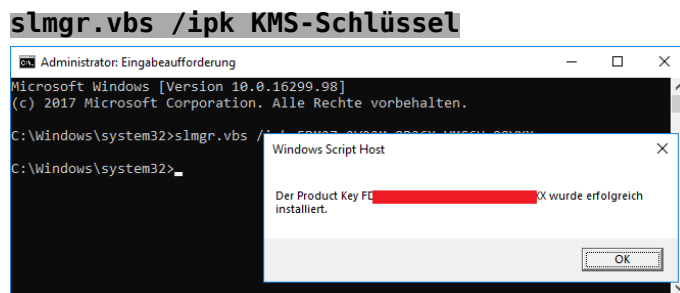 slmgr.vbs /ipk KMS-Schlüssel
Administrator: Eingabeaufforderung
Microsoft Windows [Version 10.0.16299.98]
(c) 2017 Microsoft Corporation. Alle Rechte vorbehalten.
C:\Windows\system32>slmgr.vbs
Windows Script Host
C:\Windows\system32>
Der Product Key FD XX wurde erfolgreich
installiert.
OK